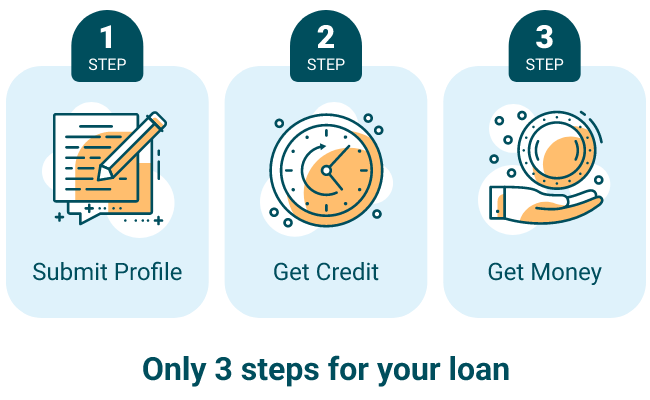 1
STEP
2
STEP
3
STEP
Submit Profile
Get Credit
Get Money
Only 3 steps for your loan